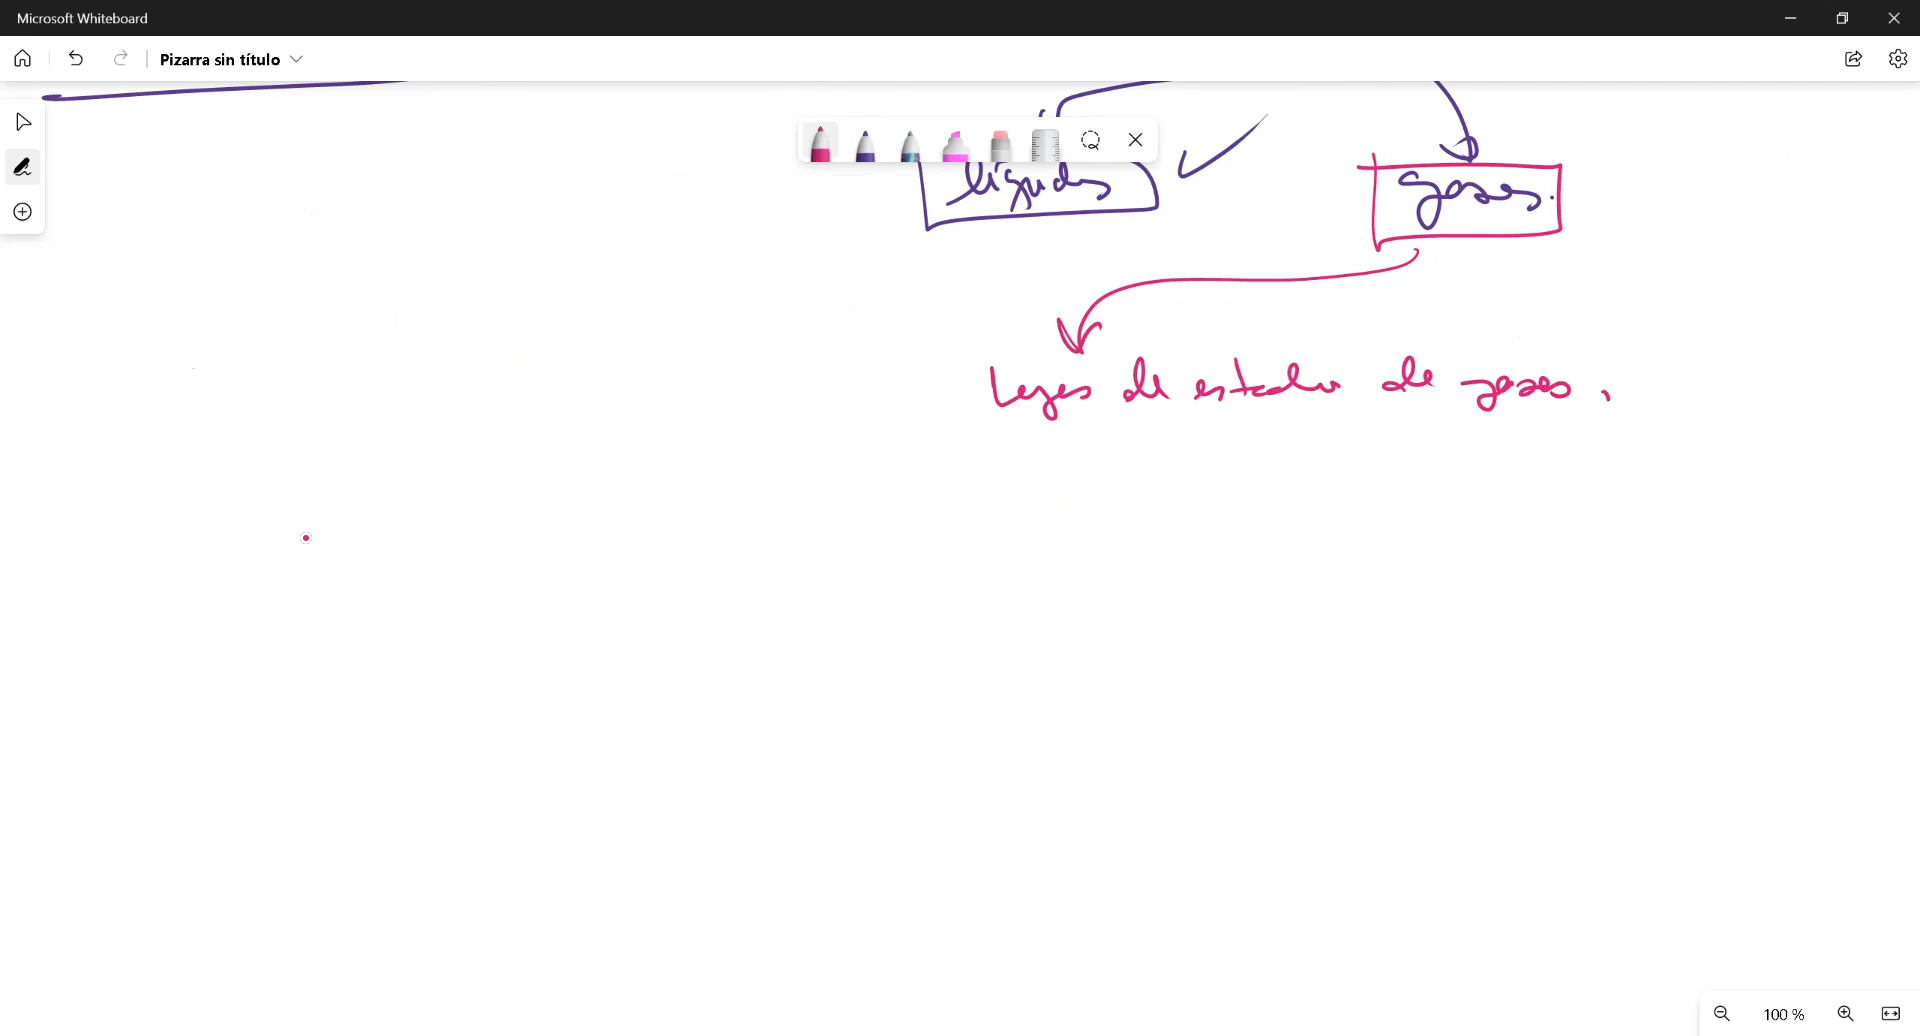 Microsoft Whiteboard
Pizarra sin título
líquidos
gases.
Leyes de estado de gases.
100 %